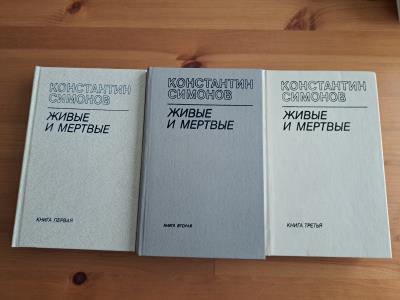 КОНСТАНТИН
СИМОНОВ
ЖИВЫЕ
И МЕРТВЫЕ
КНИГА ПЕРВАЯ
КОНСТАНТИН
СИМОНОВ
ЖИВЫЕ
И МЕРТВЫЕ
КНИГА ВТОРАЯ
КОНСТАНТИН
СИМОНОВ
ЖИВЫЕ
И МЕРТВЫЕ
КНИГА ТРЕТЬЯ